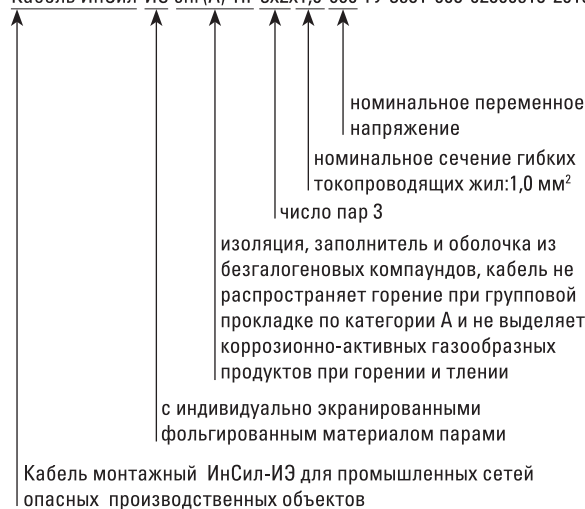 номинальное переменное
напряжение
номинальное сечение гибких
токопроводящих жил:1,0 мм²
число пар 3
изоляция, заполнитель и оболочка из
безгалогеновых компаундов, кабель не
распространяет горение при групповой
прокладке по категории А и не выделяет
коррозионно-активных газообразных
продуктов при горении и тлении
с индивидуально экранированными
фольгированным материалом парами
Кабель монтажный ИнСил-ИЭ для промышленных сетей
опасных производственных объектов